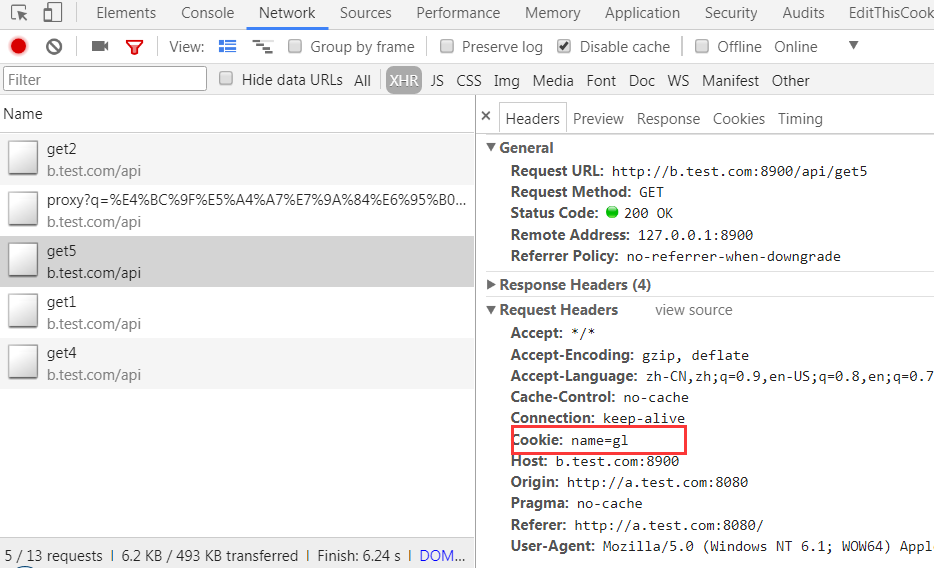 Elements Console Network Sources Performance Memory Application Security Audits EditThisCook
View: Group by frame Preserve log Disable cache Offline Online
Filter Hide data URLs All XHR JS CSS Img Media Font Doc WS Manifest Other
Name
get2
b.test.com/api
proxy?q=%E4%BC%9F%E5%A4%A7%E7%9A%84%E6%95%B0...
b.test.com/api
get5
b.test.com/api
get1
b.test.com/api
get4
b.test.com/api
5 / 13 requests | 6.2 KB / 493 KB transferred | Finish: 6.24 s | DOM...
× Headers Preview Response Cookies Timing
General
Request URL: http://b.test.com:8900/api/get5
Request Method: GET
Status Code: 200 OK
Remote Address: 127.0.0.1:8900
Referrer Policy: no-referrer-when-downgrade
Response Headers (4)
Request Headers view source
Accept: */*
Accept-Encoding: gzip, deflate
Accept-Language: zh-CN,zh;q=0.9,en-US;q=0.8,en;q=0.7
Cache-Control: no-cache
Connection: keep-alive
Cookie: name=gl
Host: b.test.com:8900
Origin: http://a.test.com:8080
Pragma: no-cache
Referer: http://a.test.com:8080/
User-Agent: Mozilla/5.0 (Windows NT 6.1; WOW64) Appl